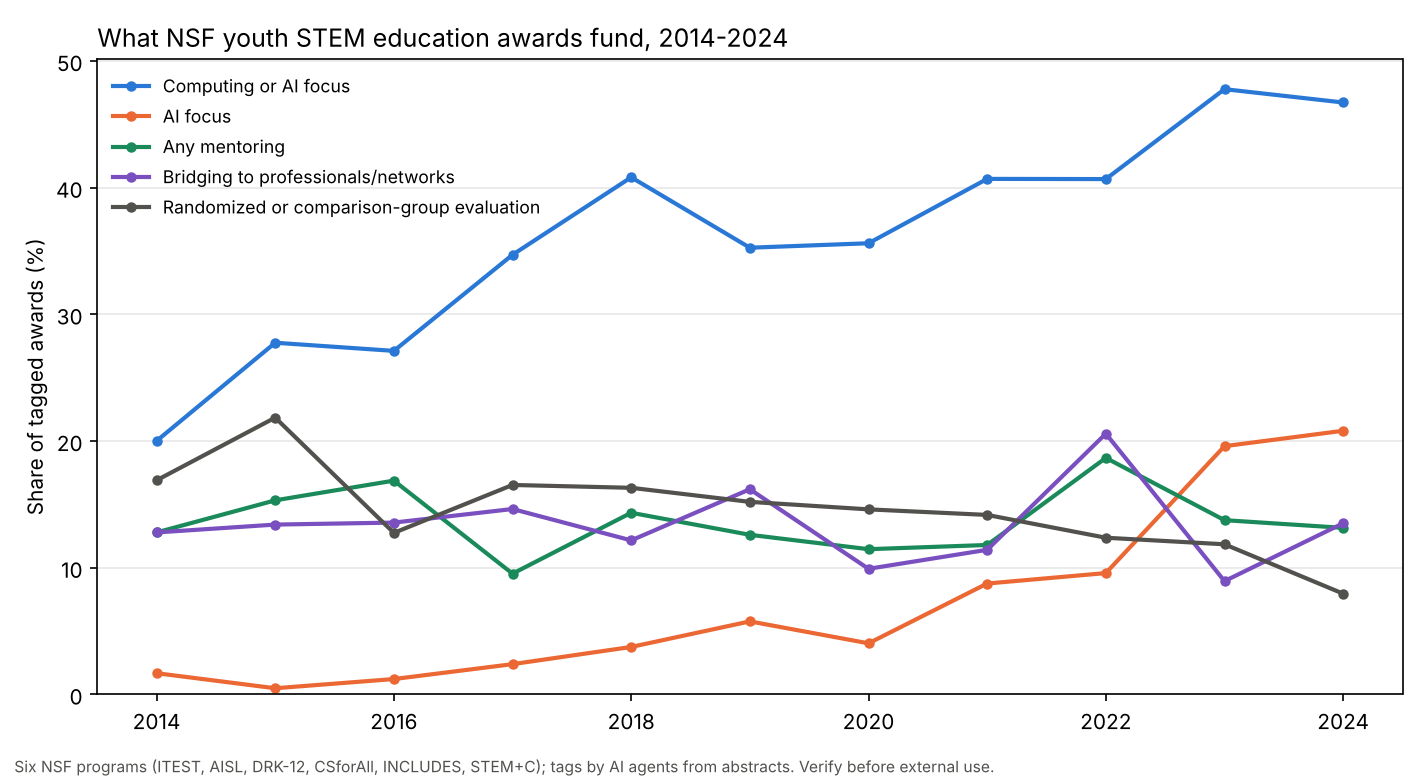 What NSF youth STEM education awards fund, 2014-2024
50
40
30
20
10
0
Share of tagged awards (%)
Computing or AI focus
AI focus
Any mentoring
Bridging to professionals/networks
Randomized or comparison-group evaluation
2014 2016 2018 2020 2022 2024
Six NSF programs (ITEST, AISL, DRK-12, CSforAll, INCLUDES, STEM+C); tags by AI agents from abstracts. Verify before external use.